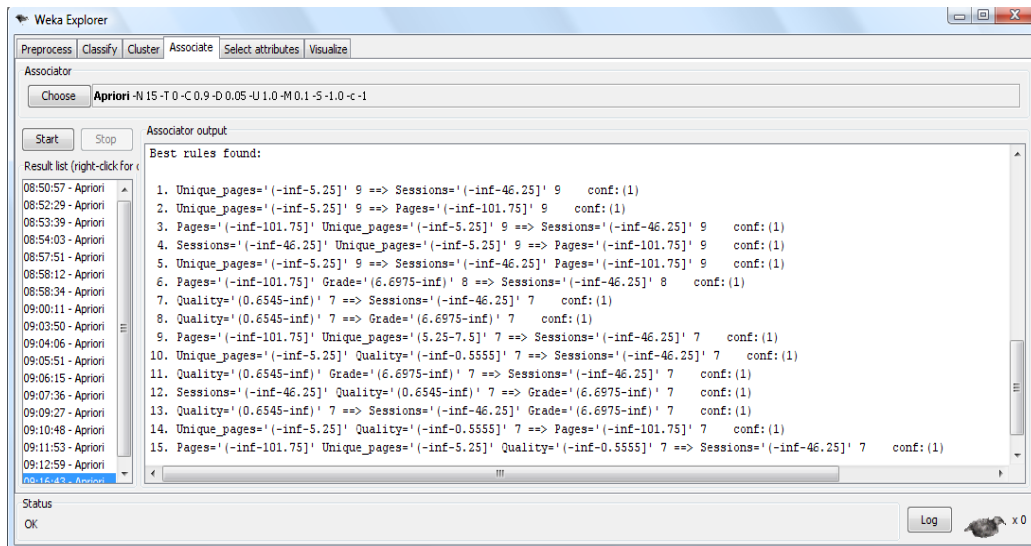 Weka Explorer
Preprocess Classify Cluster Associate Select attributes Visualize
Associator
Choose Apriori -N 15 -T 0 -C 0.9 -D 0.05 -U 1.0 -M 0.1 -S -1.0 -c -1
Start Stop
Result list (right-click for
08:50:57 - Apriori
08:52:29 - Apriori
08:53:39 - Apriori
08:54:03 - Apriori
08:57:51 - Apriori
08:58:12 - Apriori
08:58:34 - Apriori
09:00:11 - Apriori
09:03:50 - Apriori
09:04:06 - Apriori
09:05:51 - Apriori
09:06:15 - Apriori
09:07:36 - Apriori
09:09:27 - Apriori
09:10:48 - Apriori
09:11:53 - Apriori
09:12:59 - Apriori
09:16:43 - Apriori
Associator output
Best rules found:
1. Unique_pages='(-inf-5.25]' 9 ==> Sessions='(-inf-46.25]' 9 conf:(1)
2. Unique_pages='(-inf-5.25]' 9 ==> Pages='(-inf-101.75]' 9 conf:(1)
3. Pages='(-inf-101.75]' Unique_pages='(-inf-5.25]' 9 ==> Sessions='(-inf-46.25]' 9 conf:(1)
4. Sessions='(-inf-46.25]' Unique_pages='(-inf-5.25]' 9 ==> Pages='(-inf-101.75]' 9 conf:(1)
5. Unique_pages='(-inf-5.25]' 9 ==> Sessions='(-inf-46.25]' Pages='(-inf-101.75]' 9 conf:(1)
6. Pages='(-inf-101.75]' Grade='(6.6975-inf)' 8 ==> Sessions='(-inf-46.25]' 8 conf:(1)
7. Quality='(0.6545-inf)' 7 ==> Sessions='(-inf-46.25]' 7 conf:(1)
8. Quality='(0.6545-inf)' 7 ==> Grade='(6.6975-inf)' 7 conf:(1)
9. Pages='(-inf-101.75]' Unique_pages='(5.25-7.5]' 7 ==> Sessions='(-inf-46.25]' 7 conf:(1)
10. Unique_pages='(-inf-5.25]' Quality='(-inf-0.5555]' 7 ==> Sessions='(-inf-46.25]' 7 conf:(1)
11. Quality='(0.6545-inf)' Grade='(6.6975-inf)' 7 ==> Sessions='(-inf-46.25]' 7 conf:(1)
12. Sessions='(-inf-46.25]' Quality='(0.6545-inf)' 7 ==> Grade='(6.6975-inf)' 7 conf:(1)
13. Quality='(0.6545-inf)' 7 ==> Sessions='(-inf-46.25]' Grade='(6.6975-inf)' 7 conf:(1)
14. Unique_pages='(-inf-5.25]' Quality='(-inf-0.5555]' 7 ==> Pages='(-inf-101.75]' 7 conf:(1)
15. Pages='(-inf-101.75]' Unique_pages='(-inf-5.25]' Quality='(-inf-0.5555]' 7 ==> Sessions='(-inf-46.25]' 7 conf:(1)
Status
OK
Log x 0